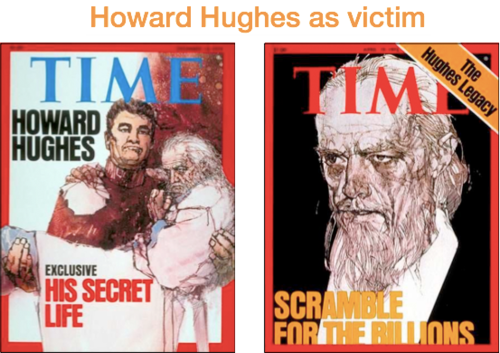 Howard Hughes as victim
TIME
HOWARD
HUGHES
EXCLUSIVE
HIS SECRET
LIFE
TIME
The
Hughes Legacy
SCRAMBLE
FOR THE BILLIONS